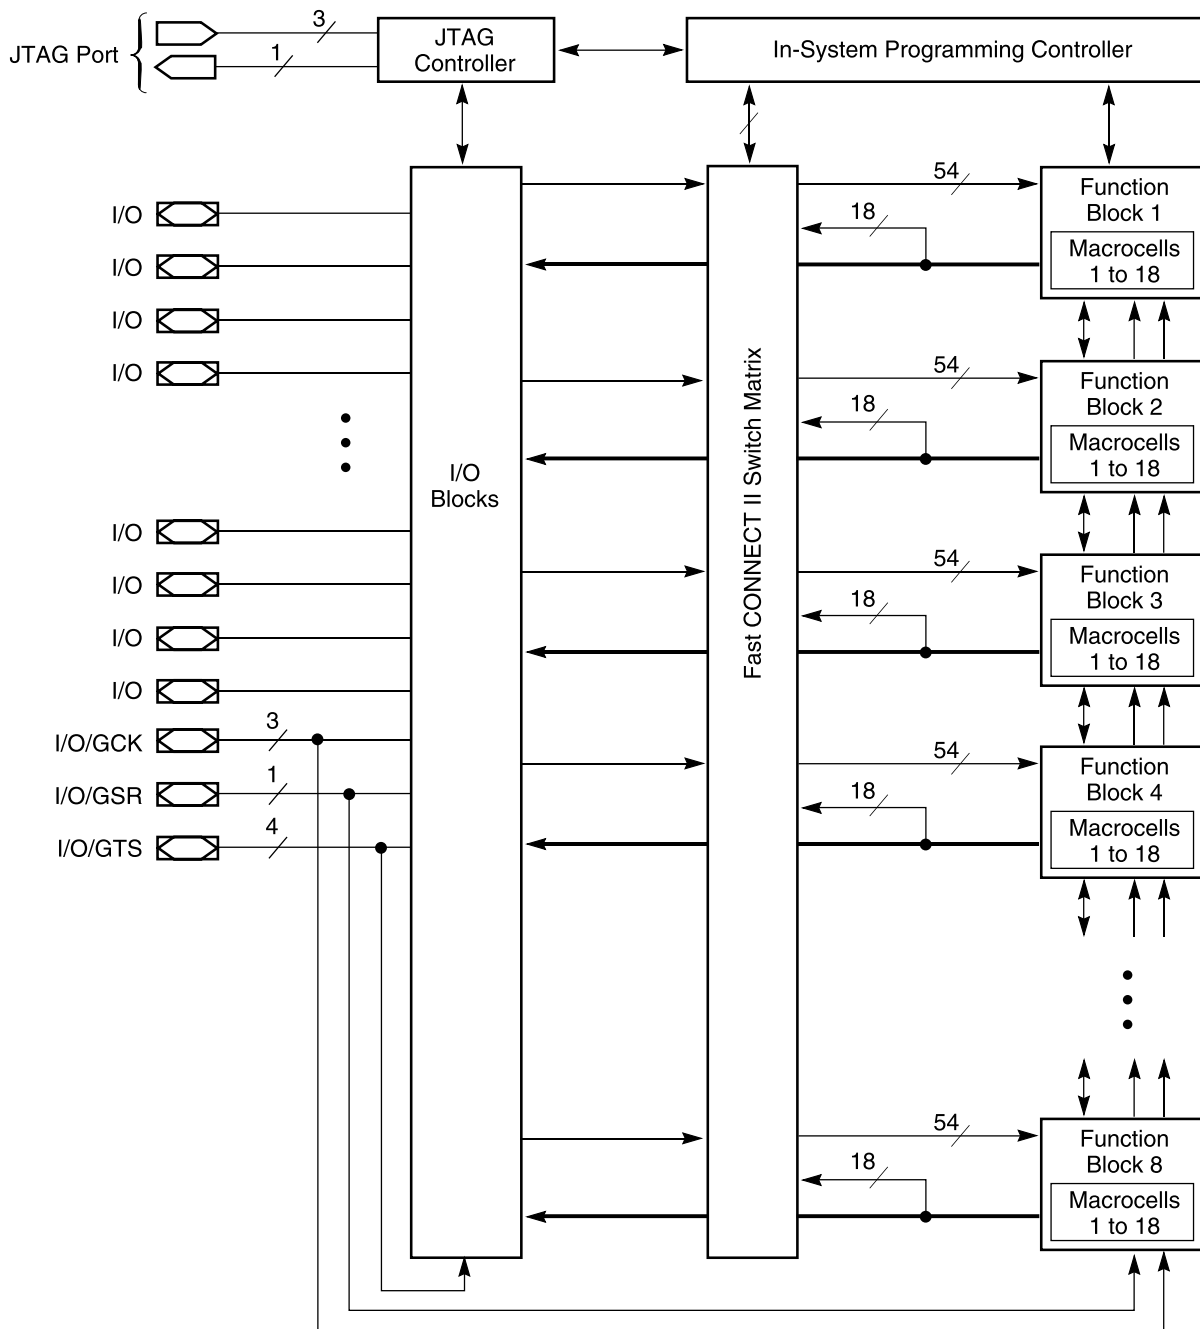 JTAG Port
3
1
JTAG
Controller
In-System Programming Controller
I/O
I/O
I/O
I/O
I/O
I/O
I/O
I/O
I/O/GCK
3
I/O/GSR
1
I/O/GTS
4
I/O
Blocks
Fast CONNECT II Switch Matrix
54
18
Function
Block 1
Macrocells
1 to 18
54
18
Function
Block 2
Macrocells
1 to 18
54
18
Function
Block 3
Macrocells
1 to 18
54
18
Function
Block 4
Macrocells
1 to 18
54
18
Function
Block 8
Macrocells
1 to 18